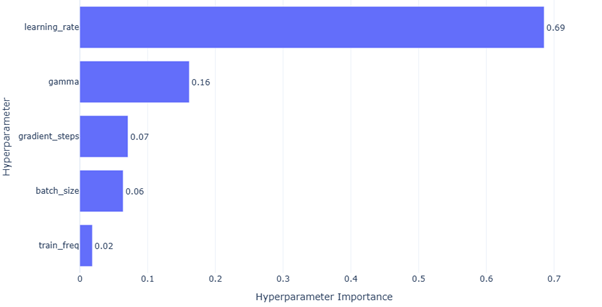 Hyperparameter
learning_rate 0.69
gamma 0.16
gradient_steps 0.07
batch_size 0.06
train_freq 0.02
0 0.1 0.2 0.3 0.4 0.5 0.6 0.7
Hyperparameter Importance